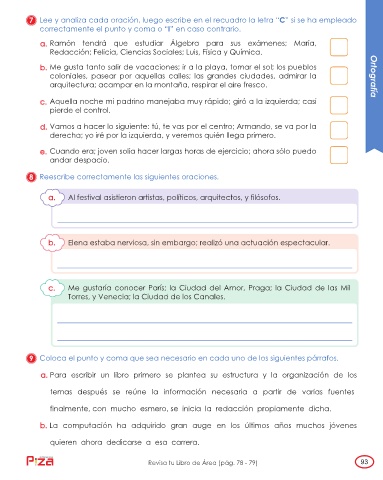 7 Lee y analiza cada oración, luego escribe en el recuadro la letra "C" si se ha empleado
correctamente el punto y coma o "I" en caso contrario.
a. Ramón tendrá que estudiar Álgebra para sus exámenes; María,
Redacción; Felicia, Ciencias Sociales; Luis, Física y Química.
b. Me gusta tanto salir de vacaciones; ir a la playa, tomar el sol; los pueblos
coloniales, pasear por aquellas calles; las grandes ciudades, admirar la
arquitectura; acampar en la montaña, respirar el aire fresco.
c. Aquella noche mi padrino manejaba muy rápido; giró a la izquierda; casi
pierde el control.
d. Vamos a hacer lo siguiente: tú, te vas por el centro; Armando, se va por la
derecha; yo iré por la izquierda, y veremos quién llega primero.
e. Cuando era; joven solía hacer largas horas de ejercicio; ahora sólo puedo
andar despacio.
Ortografía
8 Reescribe correctamente las siguientes oraciones.
a. Al festival asistieron artistas, políticos, arquitectos, y filósofos.
b. Elena estaba nerviosa, sin embargo; realizó una actuación espectacular.
c. Me gustaría conocer París; la Ciudad del Amor, Praga; la Ciudad de las Mil
Torres, y Venecia; la Ciudad de los Canales.
9 Coloca el punto y coma que sea necesario en cada uno de los siguientes párrafos.
a. Para escribir un libro primero se plantea su estructura y la organización de los
temas después se reúne la información necesaria a partir de varias fuentes
finalmente, con mucho esmero, se inicia la redacción propiamente dicha.
b. La computación ha adquirido gran auge en los últimos años muchos jóvenes
quieren ahora dedicarse a esa carrera.
Piza
Revisa tu Libro de Área (pág. 78 - 79)
93